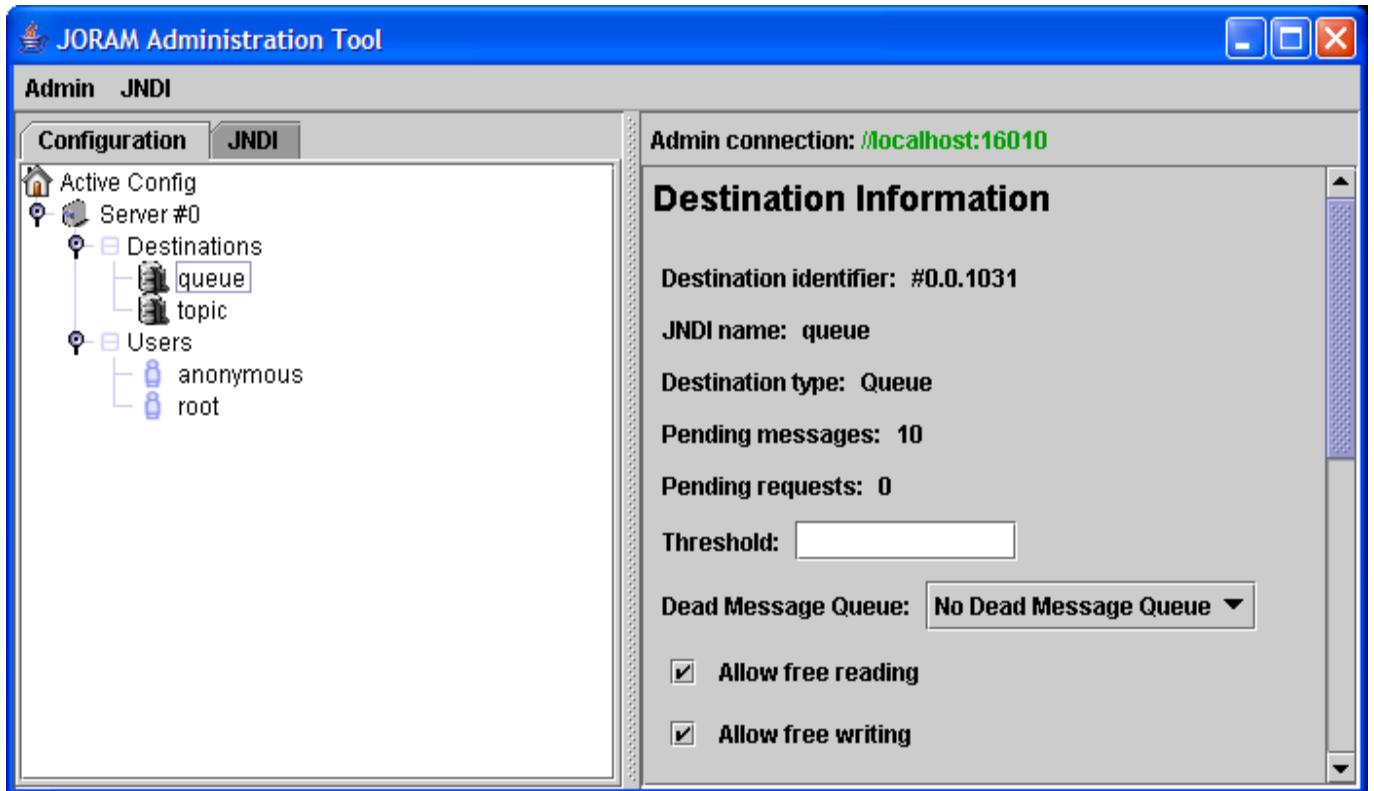 JORAM Administration Tool
Admin JNDI
Configuration JNDI
Active Config
Server #0
Destinations
queue
topic
Users
anonymous
root
Admin connection: //localhost:16010
Destination Information
Destination identifier: #0.0.1031
JNDI name: queue
Destination type: Queue
Pending messages: 10
Pending requests: 0
Threshold:
Dead Message Queue: No Dead Message Queue
Allow free reading
Allow free writing